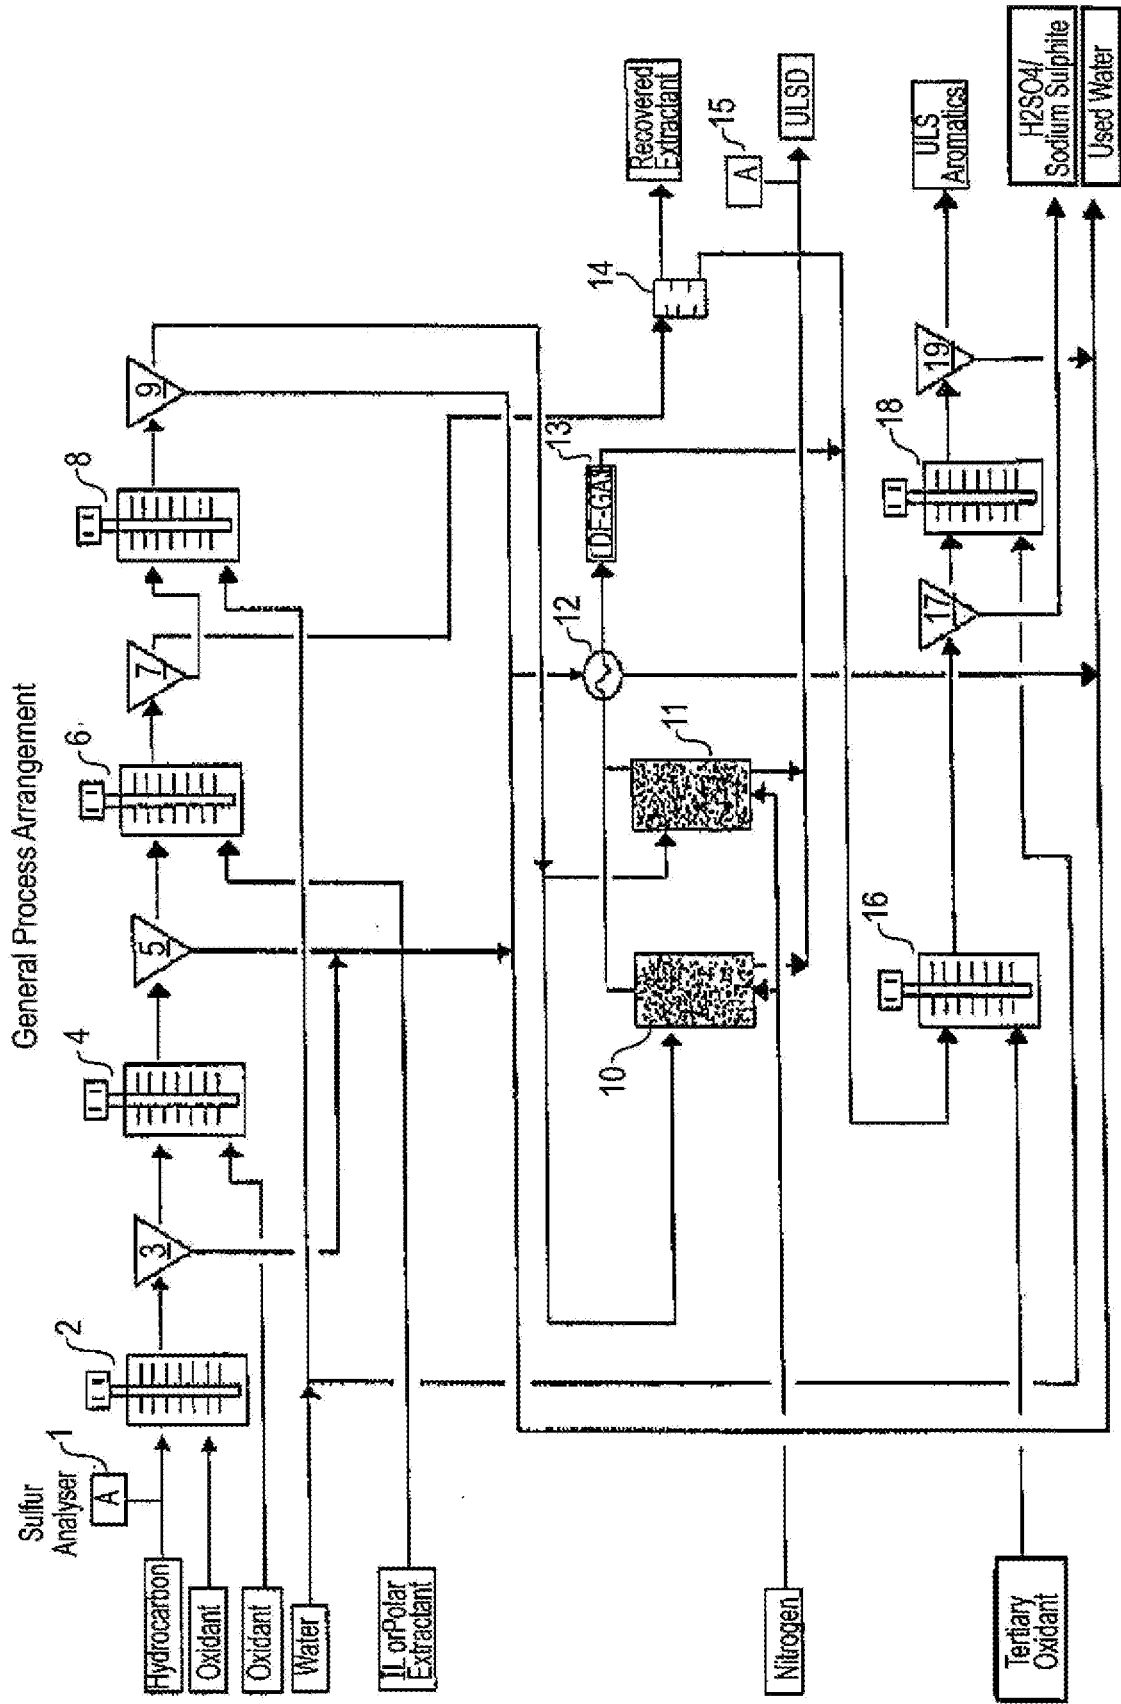 General Process Arrangement
Sulfur
Analyser
1
A
2
3
4
5
6
7
8
9
Hydrocarbon
Oxidant
Oxidant
Water
IL or Polar
Extractant
Nitrogen
Tertiary
Oxidant
10
11
12
13
14
15
A
16
17
18
19
Recovered
Extractant
ULSD
ULS
Aromatics
H2SO4/
Sodium Sulphite
Used Water